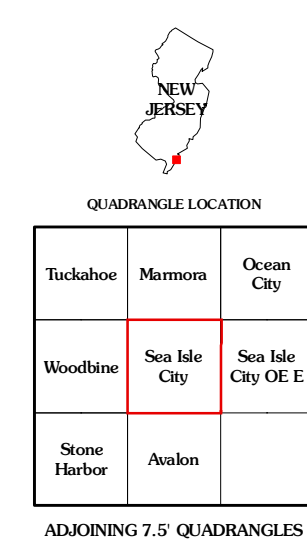 NEW
JERSEY
QUADRANGLE LOCATION
Tuckahoe
Marmora
Ocean
City
Woodbine
Sea Isle
City
Sea Isle
City OE E
Stone
Harbor
Avalon
ADJOINING 7.5' QUADRANGLES